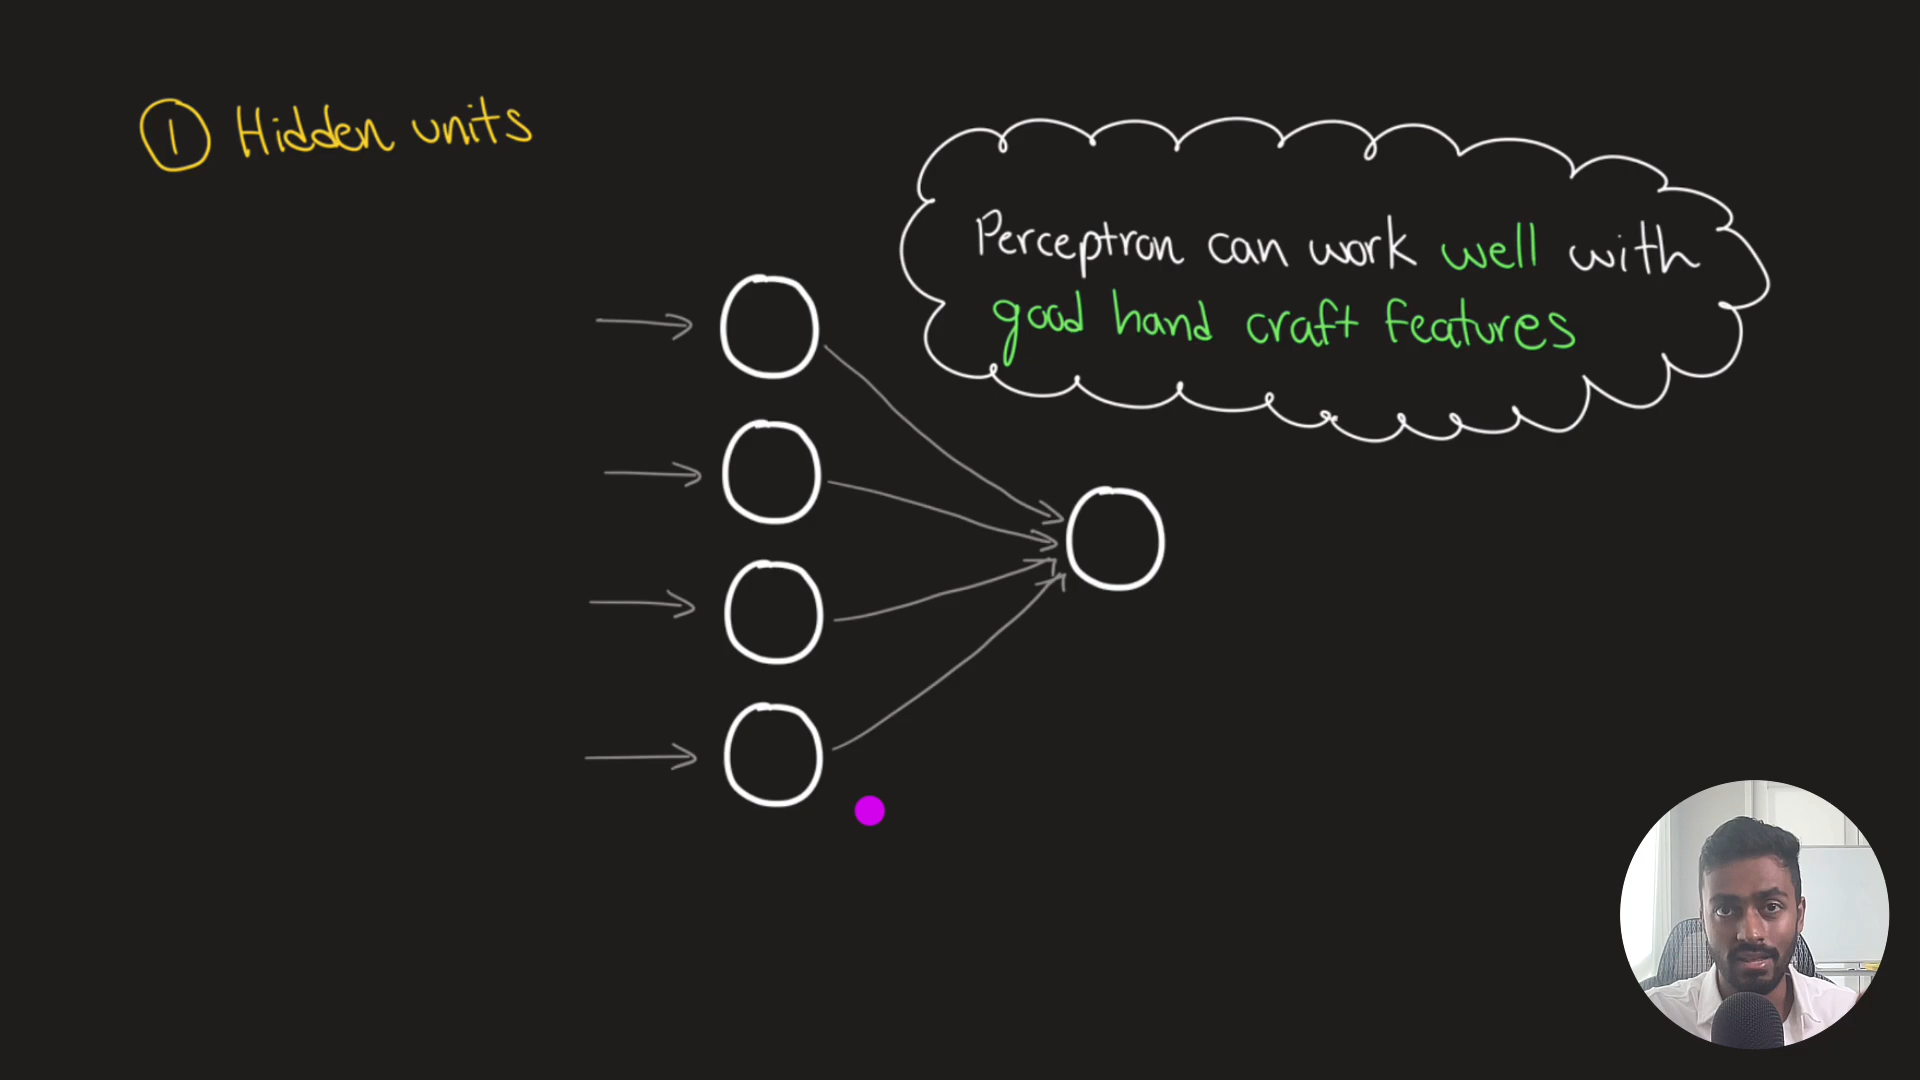 1 Hidden units
Perceptron can work well with
good hand craft features